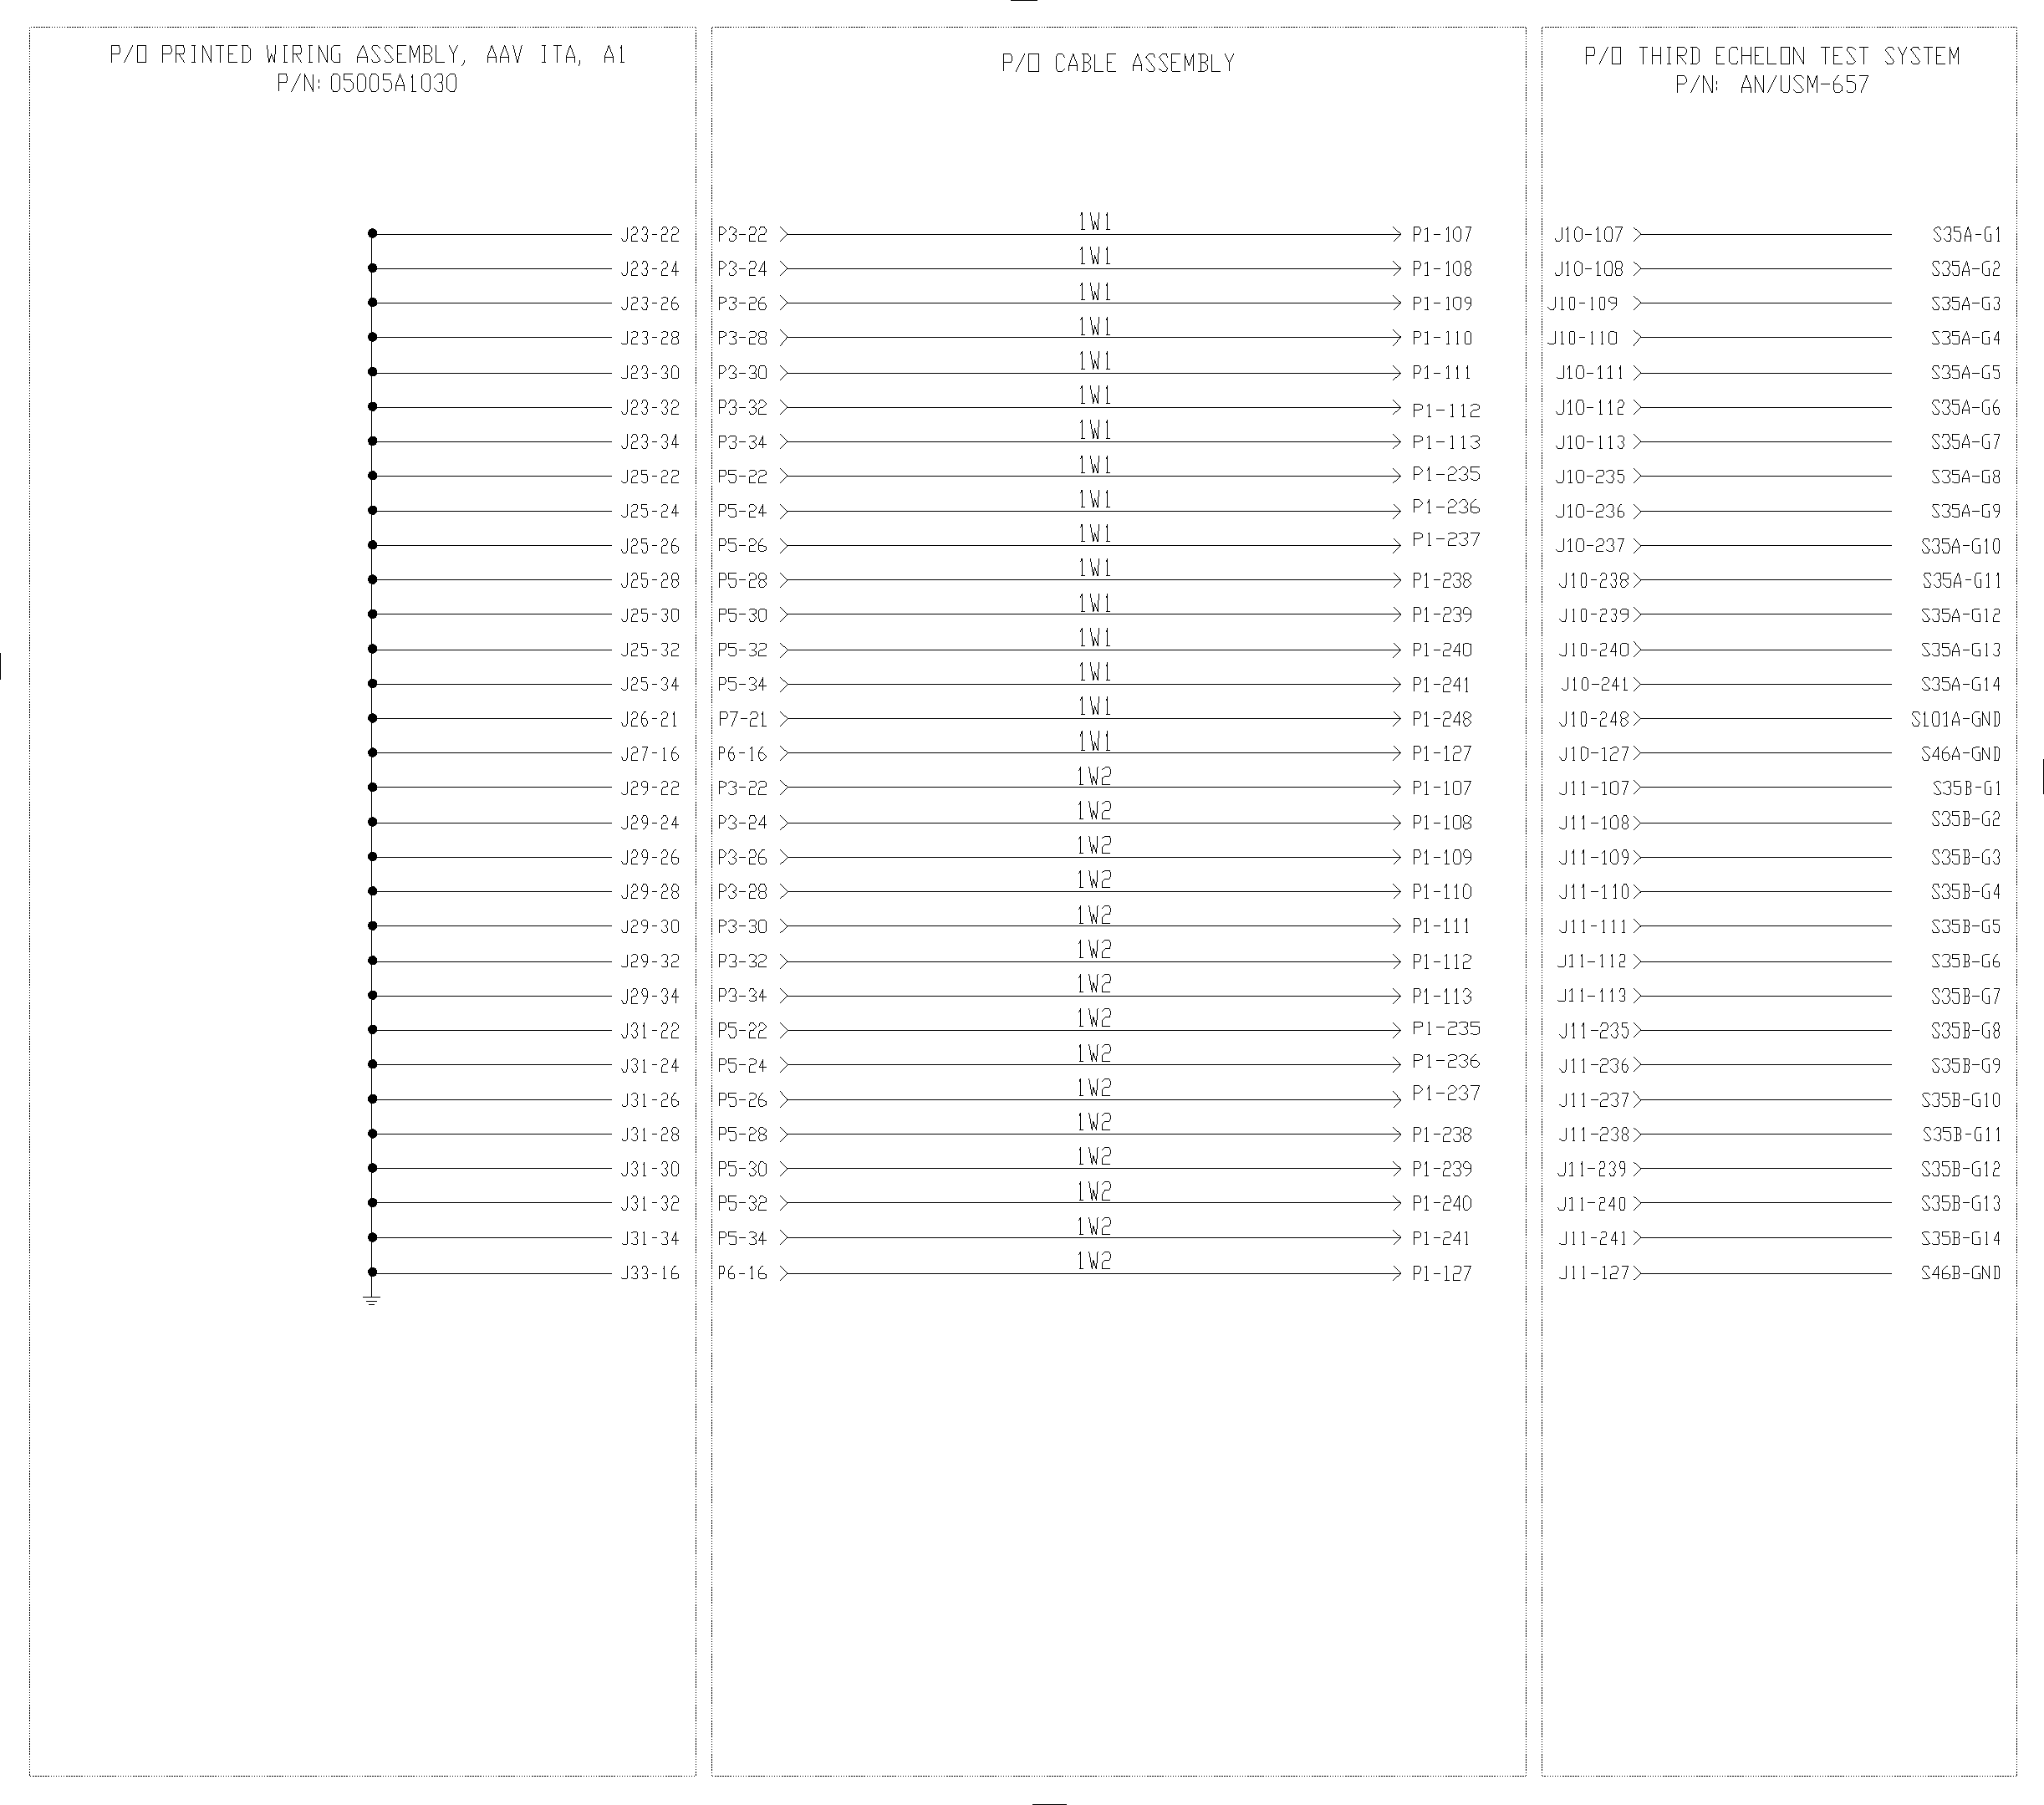 P/O PRINTED WIRING ASSEMBLY, AAV ITA, A1
P/N: 05005A1030
P/O CABLE ASSEMBLY
P/O THIRD ECHELON TEST SYSTEM
P/N: AN/USM-657
J23-22 P3-22 1W1 P1-107 J10-107 S35A-G1
J23-24 P3-24 1W1 P1-108 J10-108 S35A-G2
J23-26 P3-26 1W1 P1-109 J10-109 S35A-G3
J23-28 P3-28 1W1 P1-110 J10-110 S35A-G4
J23-30 P3-30 1W1 P1-111 J10-111 S35A-G5
J23-32 P3-32 1W1 P1-112 J10-112 S35A-G6
J23-34 P3-34 1W1 P1-113 J10-113 S35A-G7
J25-22 P5-22 1W1 P1-235 J10-235 S35A-G8
J25-24 P5-24 1W1 P1-236 J10-236 S35A-G9
J25-26 P5-26 1W1 P1-237 J10-237 S35A-G10
J25-28 P5-28 1W1 P1-238 J10-238 S35A-G11
J25-30 P5-30 1W1 P1-239 J10-239 S35A-G12
J25-32 P5-32 1W1 P1-240 J10-240 S35A-G13
J25-34 P5-34 1W1 P1-241 J10-241 S35A-G14
J26-21 P7-21 1W1 P1-248 J10-248 S101A-GND
J27-16 P6-16 1W1 P1-127 J10-127 S46A-GND
J29-22 P3-22 1W2 P1-107 J11-107 S35B-G1
J29-24 P3-24 1W2 P1-108 J11-108 S35B-G2
J29-26 P3-26 1W2 P1-109 J11-109 S35B-G3
J29-28 P3-28 1W2 P1-110 J11-110 S35B-G4
J29-30 P3-30 1W2 P1-111 J11-111 S35B-G5
J29-32 P3-32 1W2 P1-112 J11-112 S35B-G6
J29-34 P3-34 1W2 P1-113 J11-113 S35B-G7
J31-22 P5-22 1W2 P1-235 J11-235 S35B-G8
J31-24 P5-24 1W2 P1-236 J11-236 S35B-G9
J31-26 P5-26 1W2 P1-237 J11-237 S35B-G10
J31-28 P5-28 1W2 P1-238 J11-238 S35B-G11
J31-30 P5-30 1W2 P1-239 J11-239 S35B-G12
J31-32 P5-32 1W2 P1-240 J11-240 S35B-G13
J31-34 P5-34 1W2 P1-241 J11-241 S35B-G14
J33-16 P6-16 1W2 P1-127 J11-127 S46B-GND